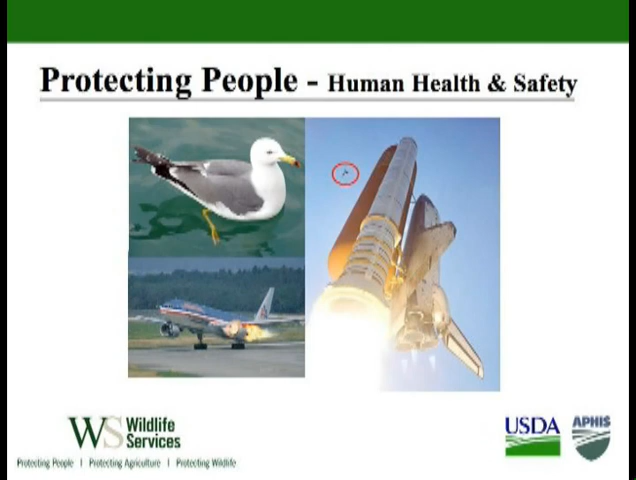 Protecting People - Human Health & Safety
WS Wildlife Services
Protecting People | Protecting Agriculture | Protecting Wildlife
USDA
APHIS